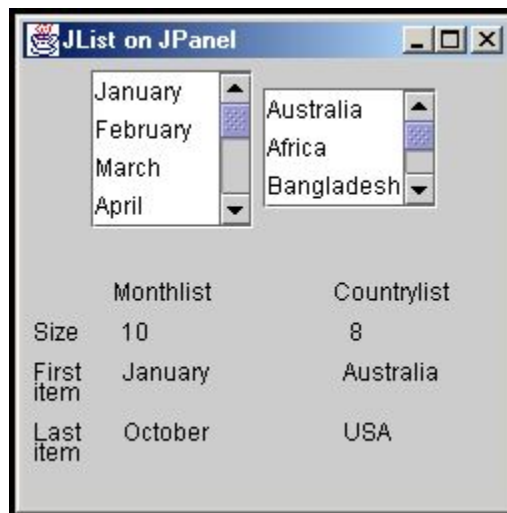 JList on JPanel
January
February
March
April
Australia
Africa
Bangladesh
Monthlist Countrylist
Size 10 8
First item January Australia
Last item October USA